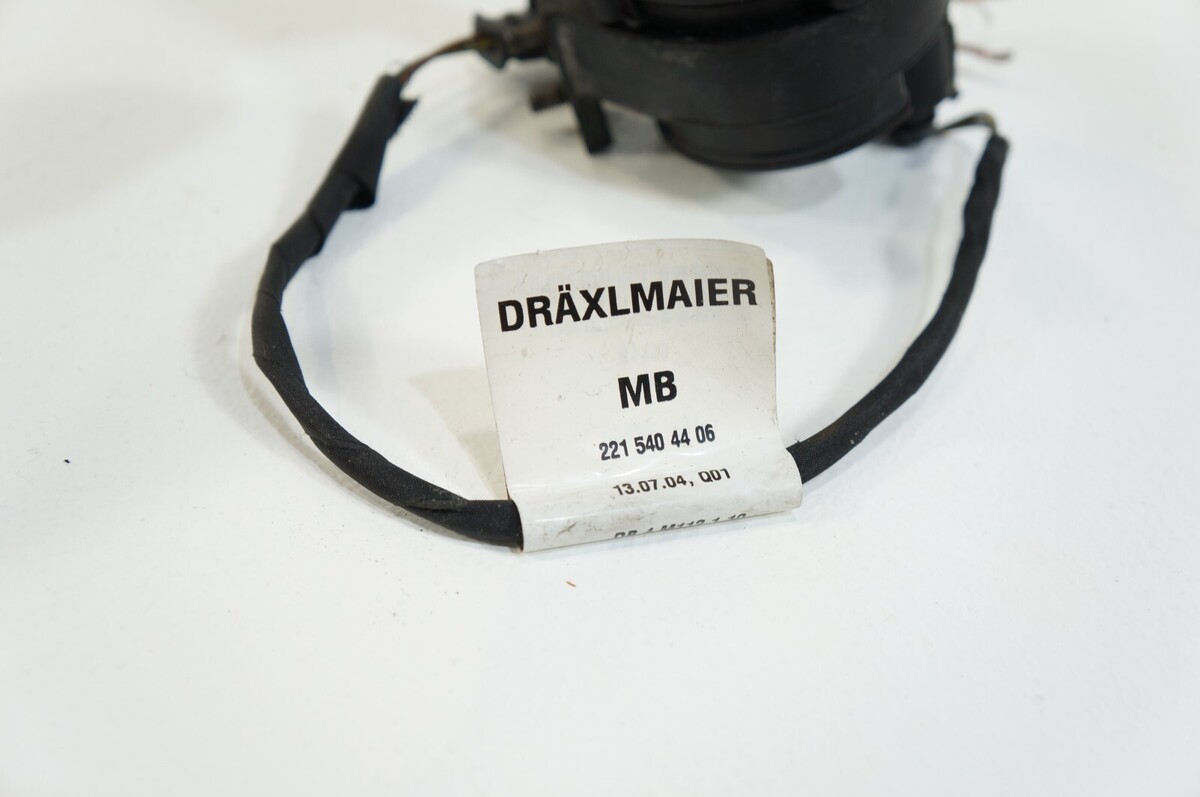 DRÄXLMAIER
MB
221 540 44 06
13.07.04, Q01